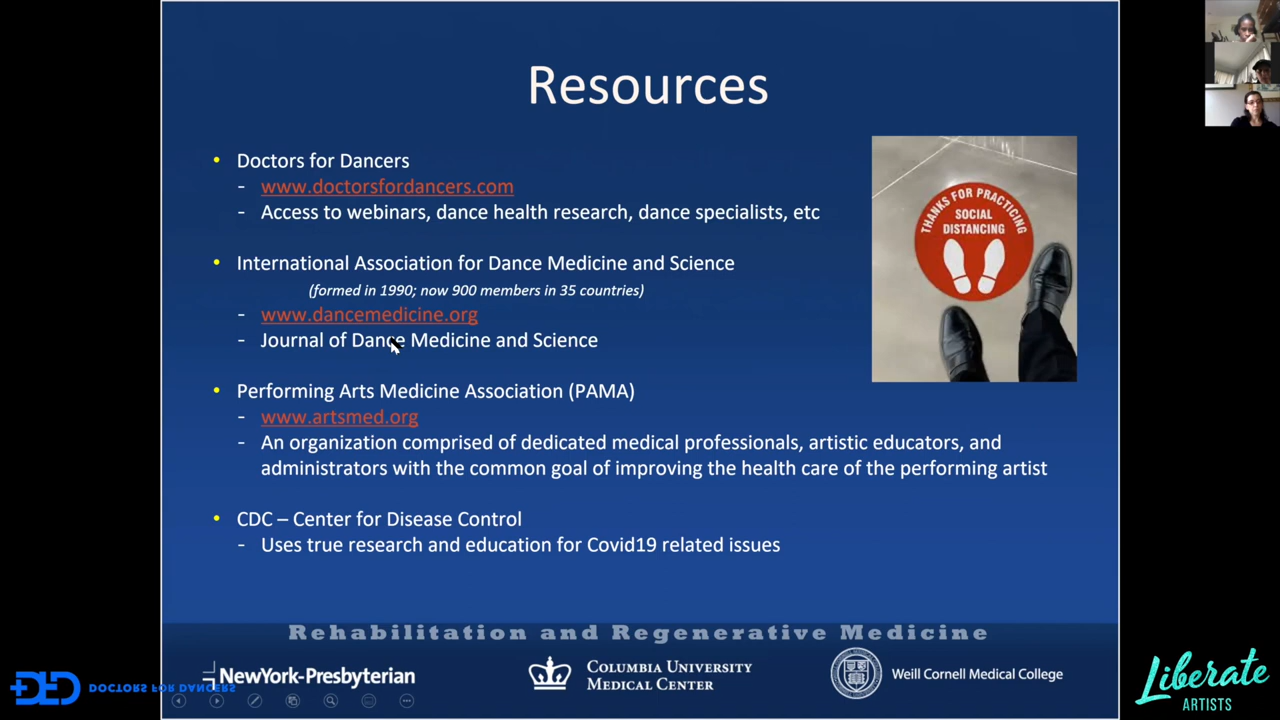 Resources
• Doctors for Dancers
- www.doctorsfordancers.com
- Access to webinars, dance health research, dance specialists, etc
• International Association for Dance Medicine and Science
(formed in 1990; now 900 members in 35 countries)
- www.dancemedicine.org
- Journal of Dance Medicine and Science
• Performing Arts Medicine Association (PAMA)
- www.artsmed.org
- An organization comprised of dedicated medical professionals, artistic educators, and
administrators with the common goal of improving the health care of the performing artist
• CDC – Center for Disease Control
- Uses true research and education for Covid19 related issues
THANKS FOR PRACTICING
SOCIAL
DISTANCING
Rehabilitation and Regenerative Medicine
NewYork-Presbyterian
COLUMBIA UNIVERSITY
MEDICAL CENTER
Weill Cornell Medical College
DFD
DOCTORS FOR DANCERS
Liberate
ARTISTS